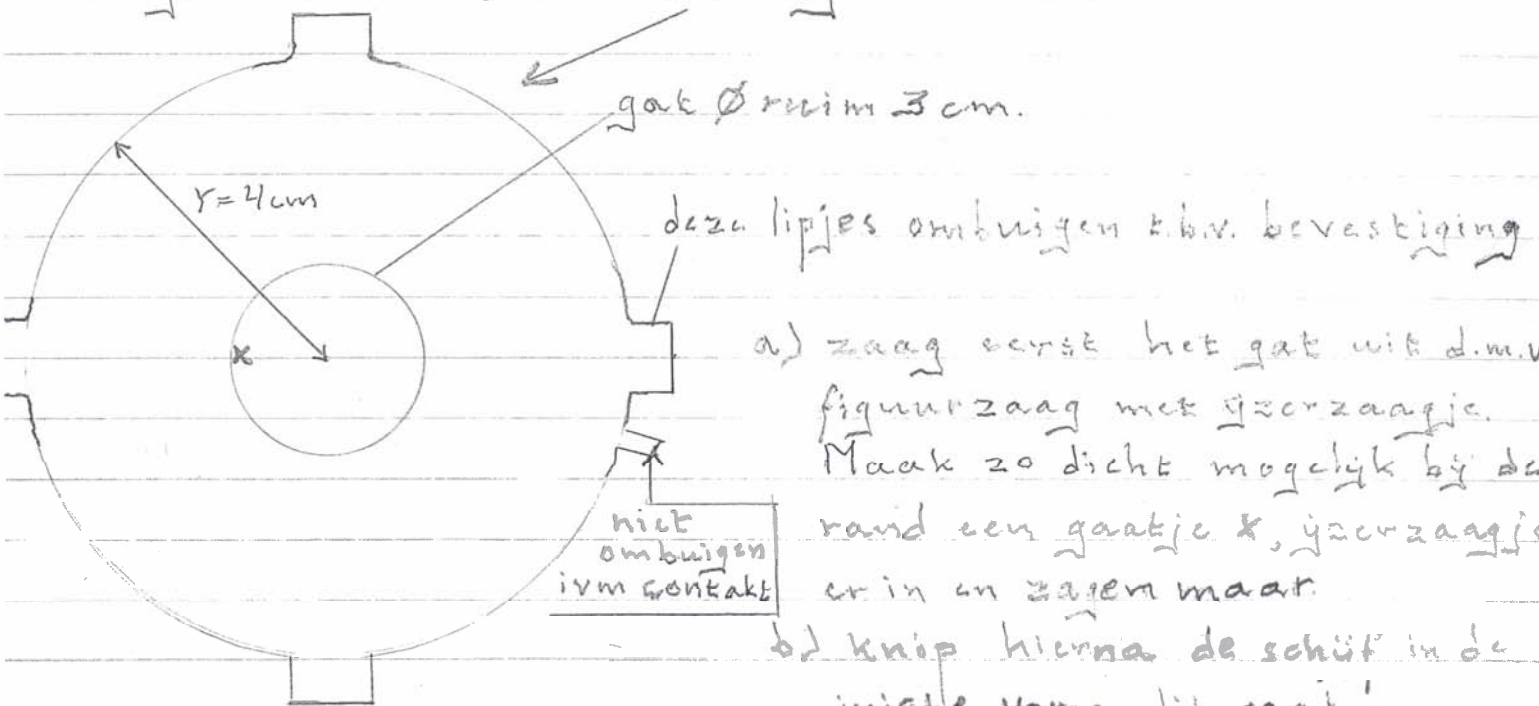 gat Ø ruim 3 cm.
r = 4 cm
deze lipjes ombuigen t.b.v. bevestiging
x
a) zaag eerst het gat uit d.m.v
figuurzaag met ijzerzaagje.
Maak zo dicht mogelijk bij de
rand een gaatje x, ijzerzaagje
er in en zagen maar.
niet
ombuigen
ivm contakt
b) knip hierna de schijf in de